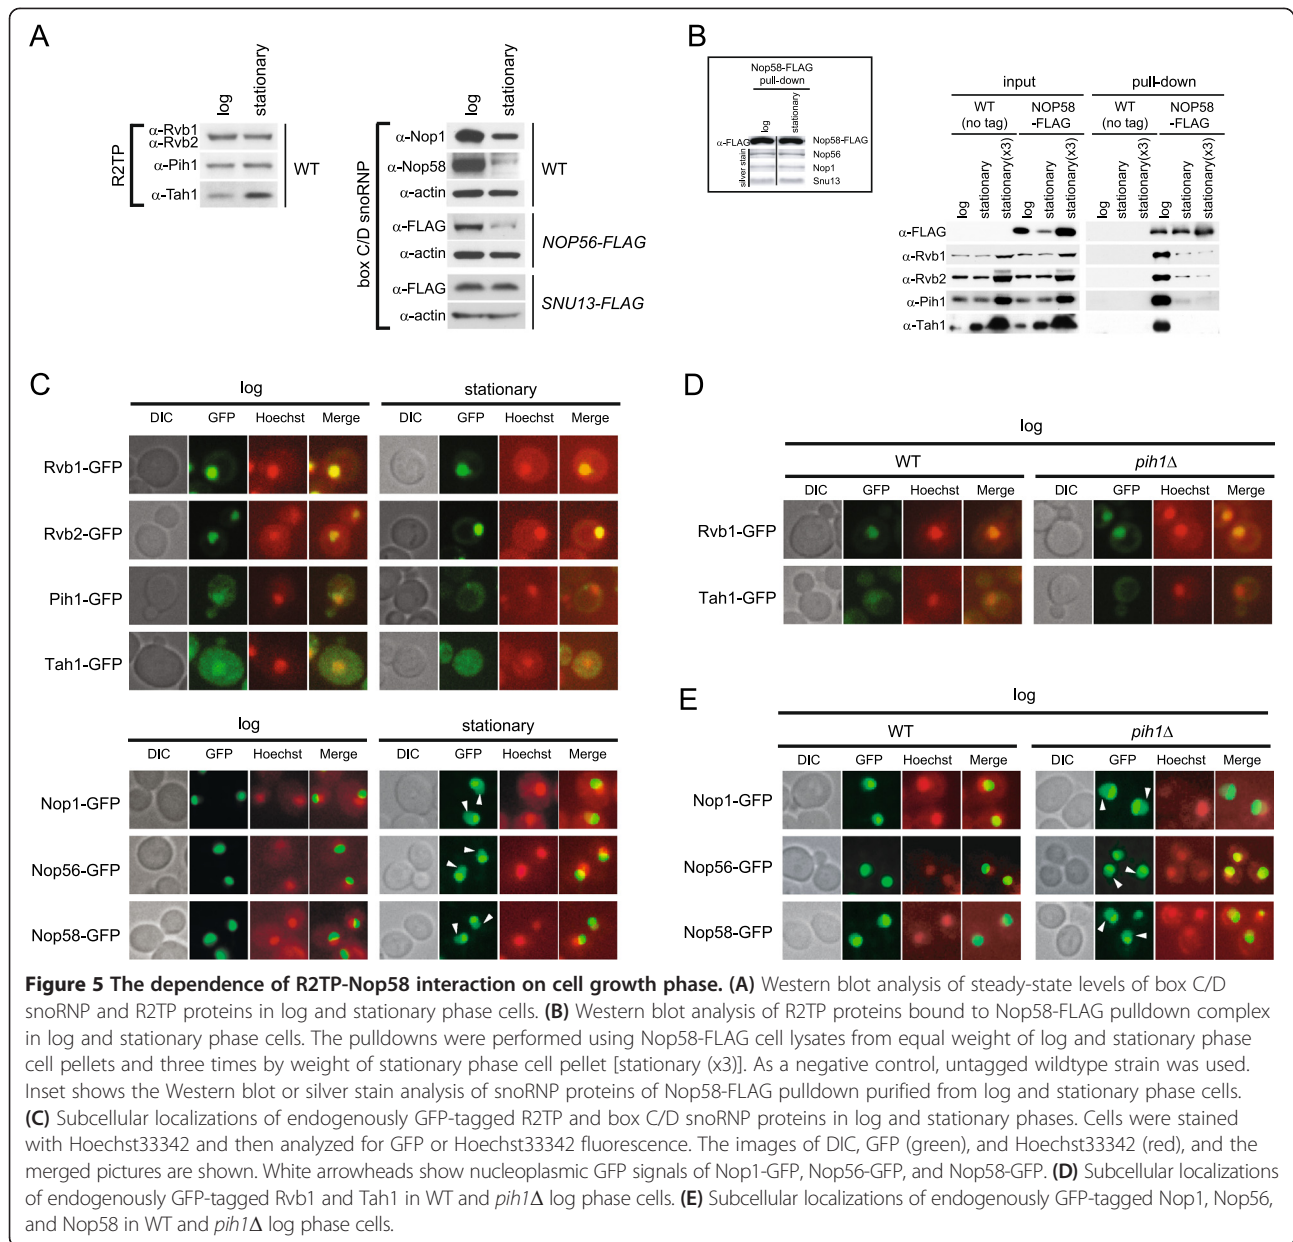 A
log
stationary
R2TP
α-Rvb1
α-Rvb2
α-Pih1
α-Tah1
WT
log
stationary
box C/D snoRNP
α-Nop1
α-Nop58
α-actin
WT
α-FLAG
α-actin
NOP56-FLAG
α-FLAG
α-actin
SNU13-FLAG
B
Nop58-FLAG
pull-down
log
stationary
α-FLAG
Nop58-FLAG
silver stain
Nop56
Nop1
Snu13
input
pull-down
WT
(no tag)
NOP58
-FLAG
WT
(no tag)
NOP58
-FLAG
log
stationary
stationary(x3)
log
stationary
stationary(x3)
log
stationary
stationary(x3)
log
stationary
stationary(x3)
α-FLAG
α-Rvb1
α-Rvb2
α-Pih1
α-Tah1
C
log
stationary
DIC GFP Hoechst Merge
DIC GFP Hoechst Merge
Rvb1-GFP
Rvb2-GFP
Pih1-GFP
Tah1-GFP
log
stationary
DIC GFP Hoechst Merge
DIC GFP Hoechst Merge
Nop1-GFP
Nop56-GFP
Nop58-GFP
D
log
WT
pih1Δ
DIC GFP Hoechst Merge
DIC GFP Hoechst Merge
Rvb1-GFP
Tah1-GFP
E
log
WT
pih1Δ
DIC GFP Hoechst Merge
DIC GFP Hoechst Merge
Nop1-GFP
Nop56-GFP
Nop58-GFP
Figure 5 The dependence of R2TP-Nop58 interaction on cell growth phase. (A) Western blot analysis of steady-state levels of box C/D
snoRNP and R2TP proteins in log and stationary phase cells. (B) Western blot analysis of R2TP proteins bound to Nop58-FLAG pulldown complex
in log and stationary phase cells. The pulldowns were performed using Nop58-FLAG cell lysates from equal weight of log and stationary phase
cell pellets and three times by weight of stationary phase cell pellet [stationary (x3)]. As a negative control, untagged wildtype strain was used.
Inset shows the Western blot or silver stain analysis of snoRNP proteins of Nop58-FLAG pulldown purified from log and stationary phase cells.
(C) Subcellular localizations of endogenously GFP-tagged R2TP and box C/D snoRNP proteins in log and stationary phases. Cells were stained
with Hoechst33342 and then analyzed for GFP or Hoechst33342 fluorescence. The images of DIC, GFP (green), and Hoechst33342 (red), and the
merged pictures are shown. White arrowheads show nucleoplasmic GFP signals of Nop1-GFP, Nop56-GFP, and Nop58-GFP. (D) Subcellular localizations
of endogenously GFP-tagged Rvb1 and Tah1 in WT and pih1Δ log phase cells. (E) Subcellular localizations of endogenously GFP-tagged Nop1, Nop56,
and Nop58 in WT and pih1Δ log phase cells.